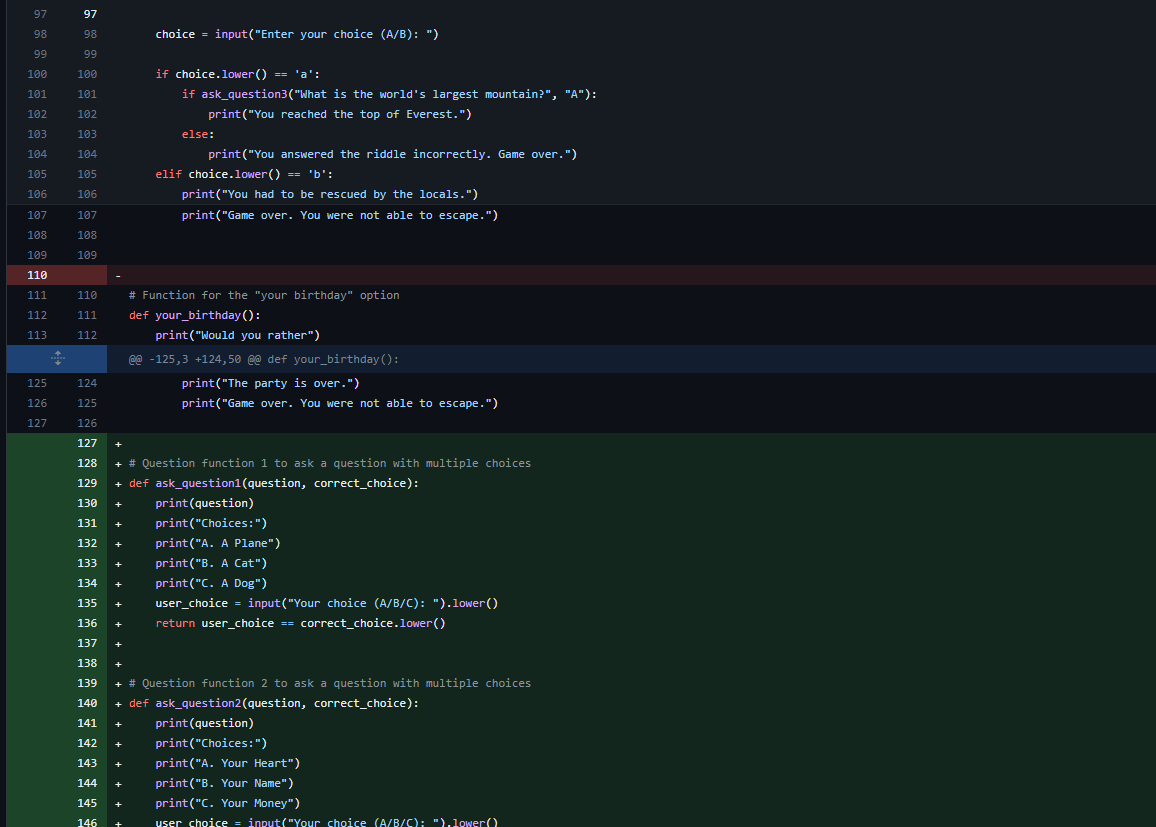 97 97
98 98 choice = input("Enter your choice (A/B): ")
99 99
100 100 if choice.lower() == 'a':
101 101 if ask_question3("What is the world's largest mountain?", "A"):
102 102 print("You reached the top of Everest.")
103 103 else:
104 104 print("You answered the riddle incorrectly. Game over.")
105 105 elif choice.lower() == 'b':
106 106 print("You had to be rescued by the locals.")
107 107 print("Game over. You were not able to escape.")
108 108
109 109
110 -
111 110 # Function for the "your birthday" option
112 111 def your_birthday():
113 112 print("Would you rather")
@@ -125,3 +124,50 @@ def your_birthday():
125 124 print("The party is over.")
126 125 print("Game over. You were not able to escape.")
127 126
127 +
128 + # Question function 1 to ask a question with multiple choices
129 + def ask_question1(question, correct_choice):
130 + print(question)
131 + print("Choices:")
132 + print("A. A Plane")
133 + print("B. A Cat")
134 + print("C. A Dog")
135 + user_choice = input("Your choice (A/B/C): ").lower()
136 + return user_choice == correct_choice.lower()
137 +
138 +
139 + # Question function 2 to ask a question with multiple choices
140 + def ask_question2(question, correct_choice):
141 + print(question)
142 + print("Choices:")
143 + print("A. Your Heart")
144 + print("B. Your Name")
145 + print("C. Your Money")
146 + user_choice = input("Your choice (A/B/C): ").lower()